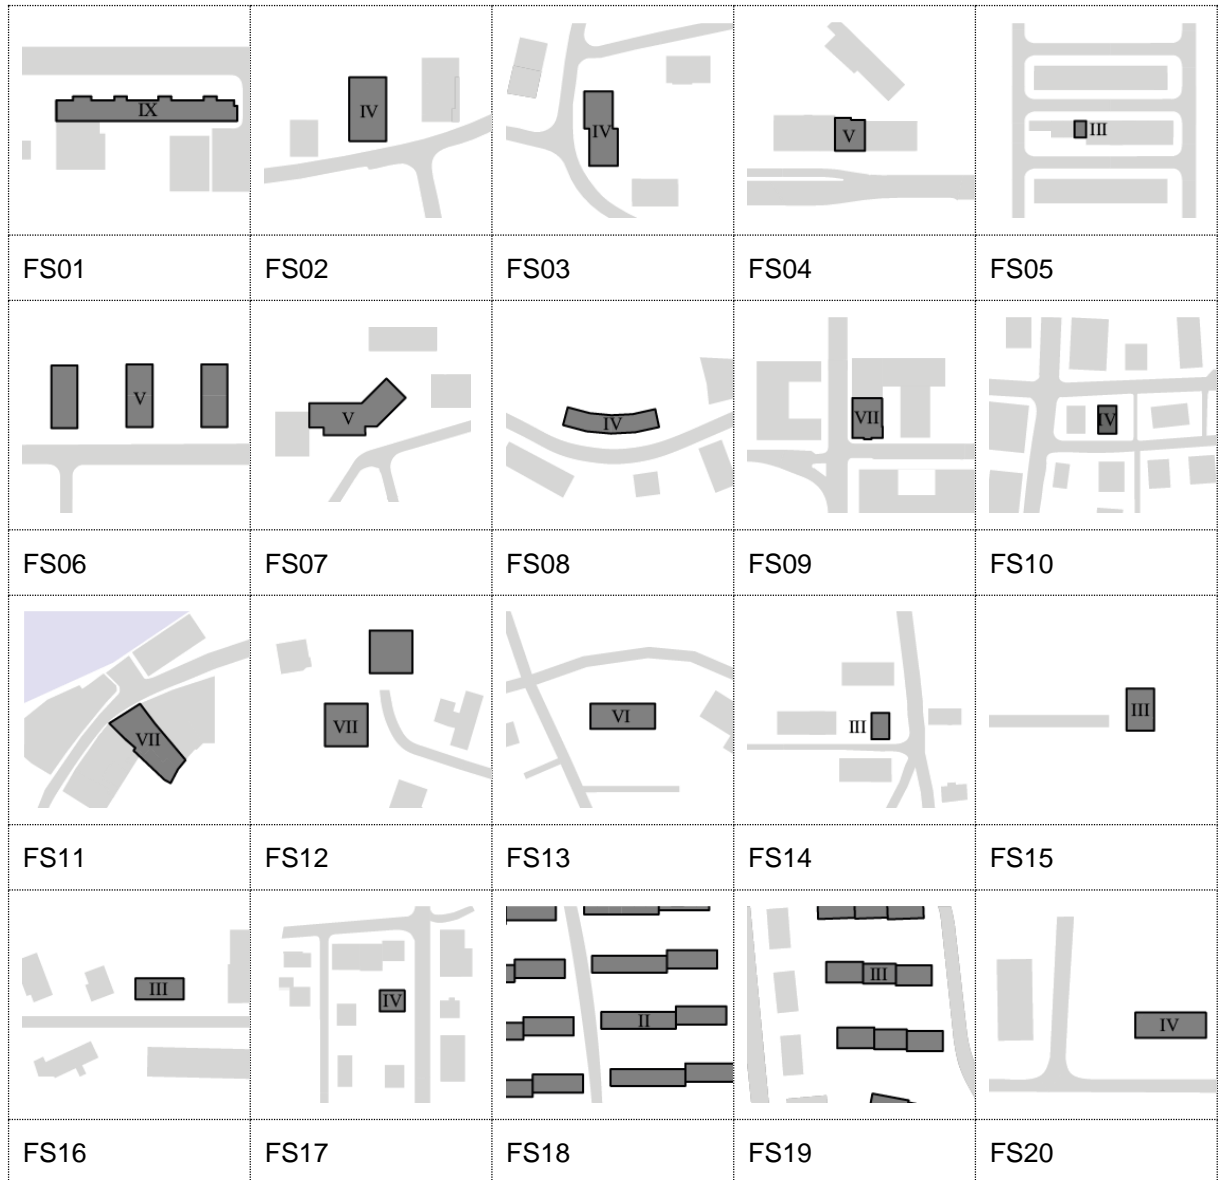 IX
IV
IV
V
III
FS01
FS02
FS03
FS04
FS05
V
V
IV
VII
IV
FS06
FS07
FS08
FS09
FS10
VII
VII
VI
III
III
FS11
FS12
FS13
FS14
FS15
III
IV
II
III
IV
FS16
FS17
FS18
FS19
FS20